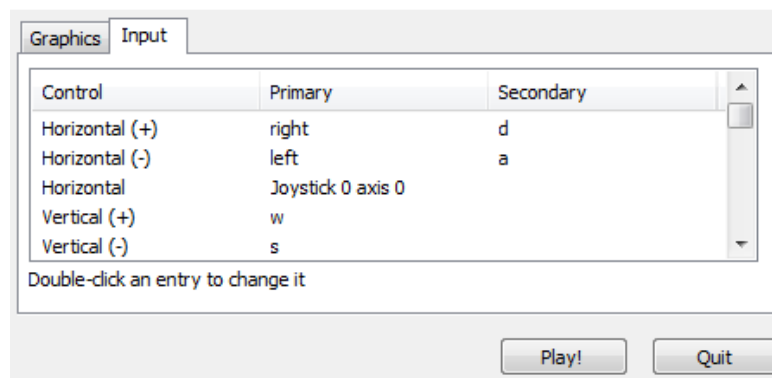 Graphics Input
Control Primary Secondary
Horizontal (+) right d
Horizontal (-) left a
Horizontal Joystick 0 axis 0
Vertical (+) w
Vertical (-) s
Double-click an entry to change it
Play! Quit